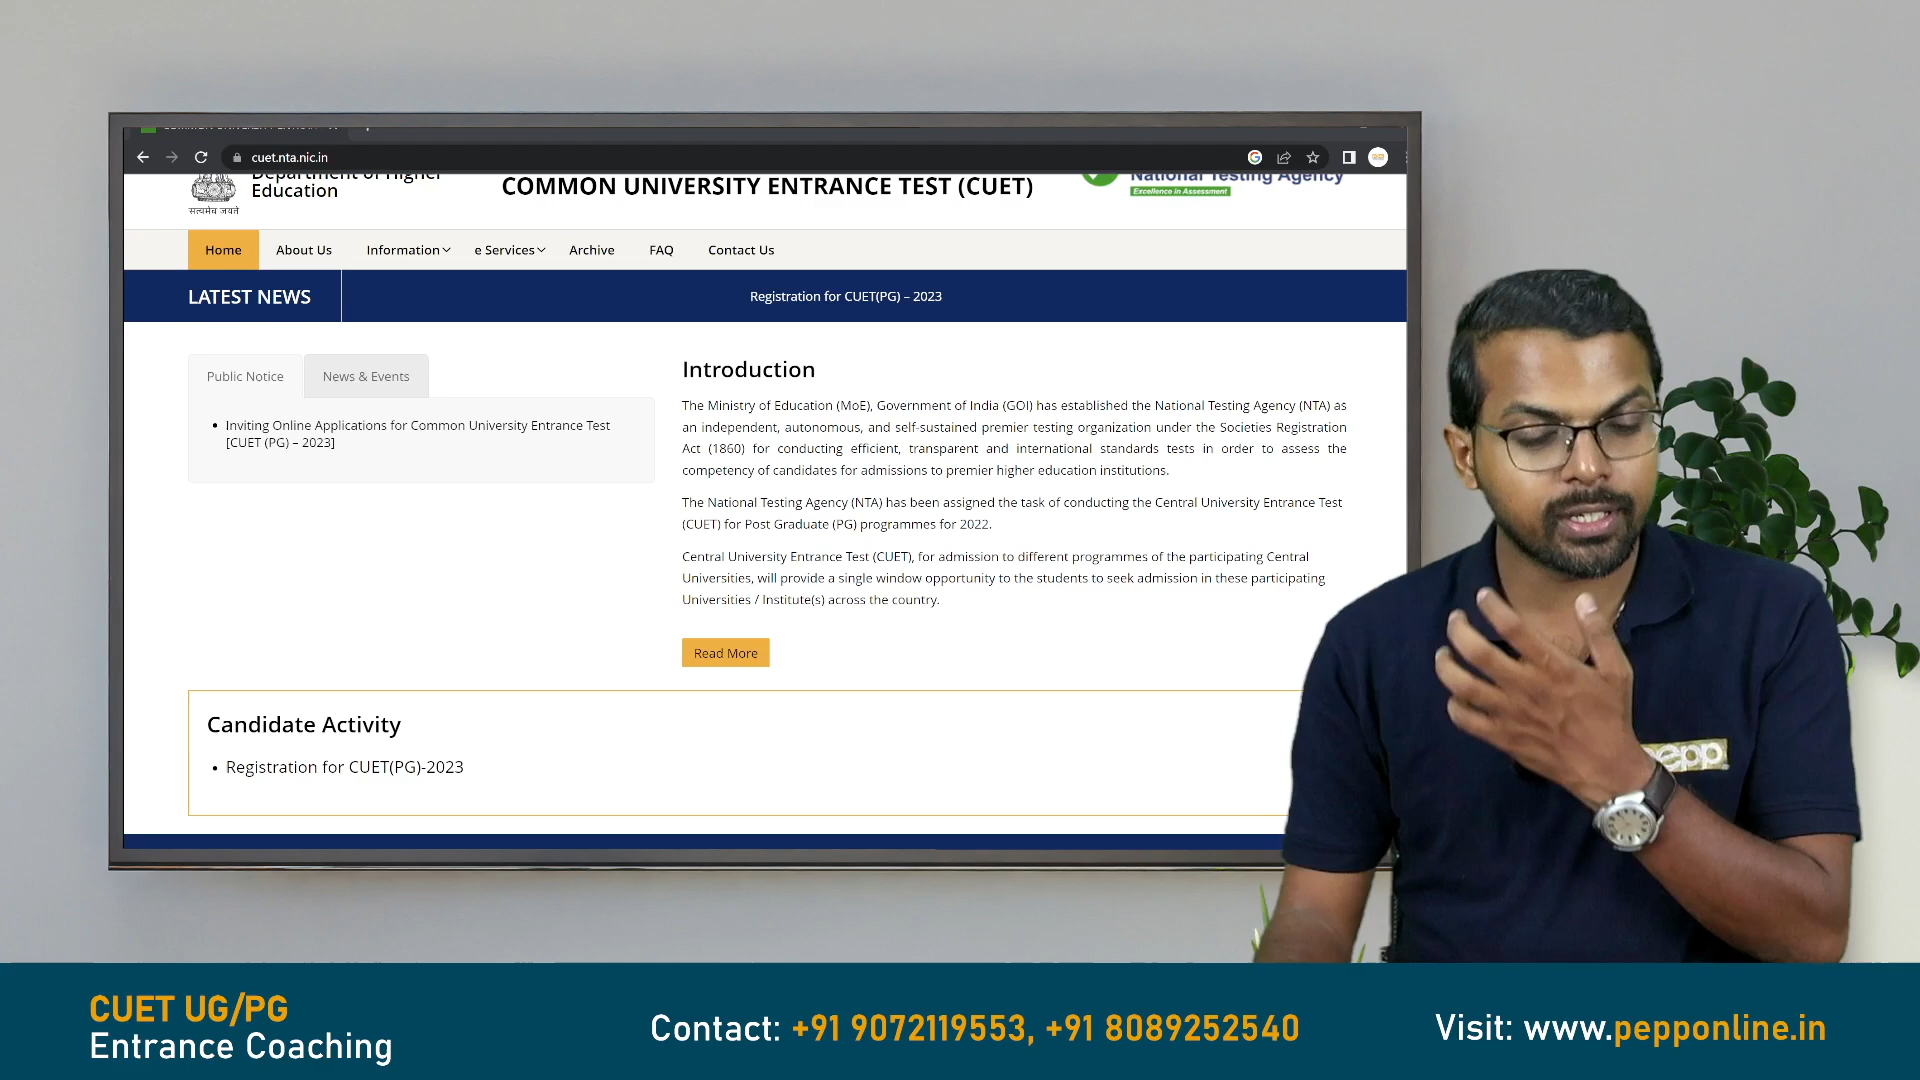 cuet.nta.nic.in
Department of Higher
Education
सत्यमेव जयते
COMMON UNIVERSITY ENTRANCE TEST (CUET)
National Testing Agency
Excellence in Assessment
Home
About Us
Information
e Services
Archive
FAQ
Contact Us
LATEST NEWS
Registration for CUET(PG) – 2023
Public Notice
News & Events
• Inviting Online Applications for Common University Entrance Test
[CUET (PG) – 2023]
Introduction
The Ministry of Education (MoE), Government of India (GOI) has established the National Testing Agency (NTA) as
an independent, autonomous, and self-sustained premier testing organization under the Societies Registration
Act (1860) for conducting efficient, transparent and international standards tests in order to assess the
competency of candidates for admissions to premier higher education institutions.
The National Testing Agency (NTA) has been assigned the task of conducting the Central University Entrance Test
(CUET) for Post Graduate (PG) programmes for 2022.
Central University Entrance Test (CUET), for admission to different programmes of the participating Central
Universities, will provide a single window opportunity to the students to seek admission in these participating
Universities / Institute(s) across the country.
Read More
Candidate Activity
• Registration for CUET(PG)-2023
epp
CUET UG/PG
Entrance Coaching
Contact: +91 9072119553, +91 8089252540
Visit: www.pepponline.in